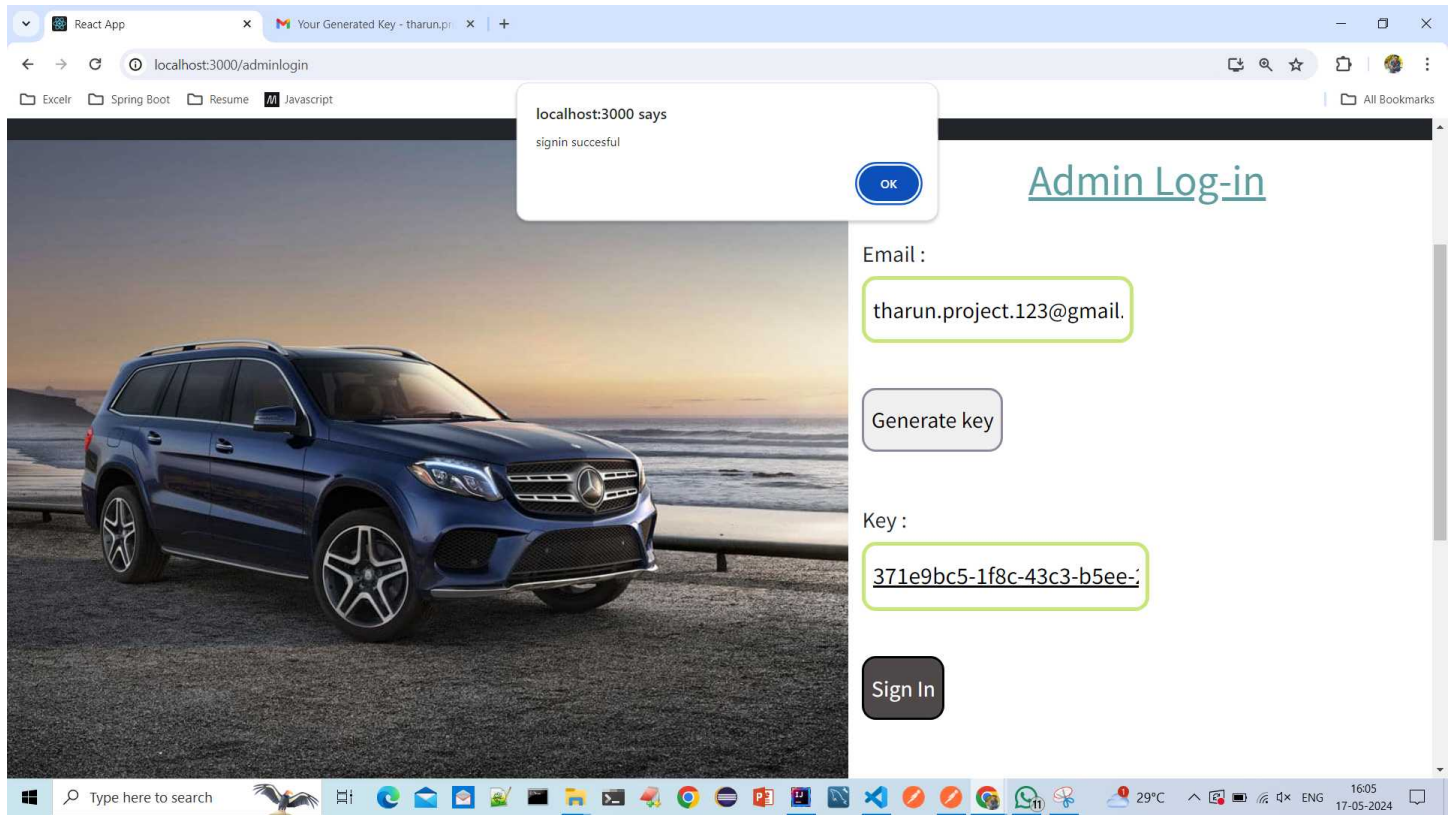 React App
Your Generated Key - tharun.pr
localhost:3000/adminlogin
Excelr
Spring Boot
Resume
Javascript
All Bookmarks
localhost:3000 says
signin succesful
OK
Admin Log-in
Email :
tharun.project.123@gmail.
Generate key
Key :
371e9bc5-1f8c-43c3-b5ee-
Sign In
Type here to search
11
29°C
ENG
16:05
17-05-2024